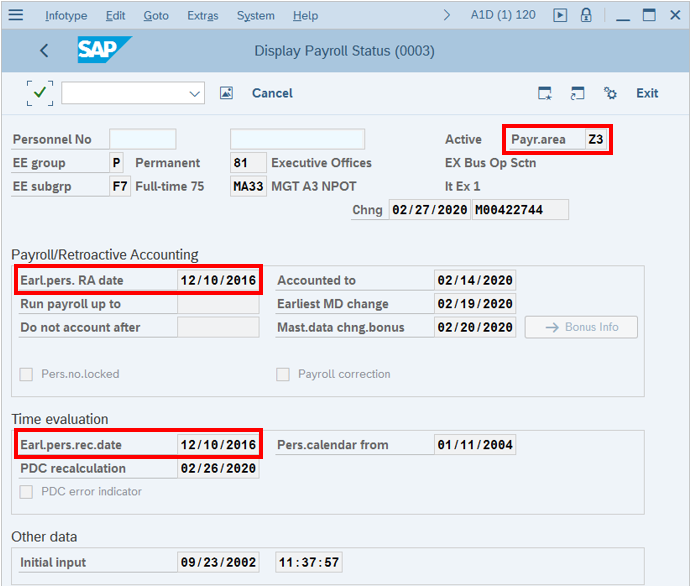 Infotype Edit Goto Extras System Help A1D (1) 120
SAP Display Payroll Status (0003)
Cancel Exit
Personnel No Active Payr.area Z3
EE group P Permanent 81 Executive Offices EX Bus Op Sctn
EE subgrp F7 Full-time 75 MA33 MGT A3 NPOT It Ex 1
Chng 02/27/2020 M00422744
Payroll/Retroactive Accounting
Earl.pers. RA date 12/10/2016 Accounted to 02/14/2020
Run payroll up to Earliest MD change 02/19/2020
Do not account after Mast.data chng.bonus 02/20/2020 Bonus Info
Pers.no.locked Payroll correction
Time evaluation
Earl.pers.rec.date 12/10/2016 Pers.calendar from 01/11/2004
PDC recalculation 02/26/2020
PDC error indicator
Other data
Initial input 09/23/2002 11:37:57